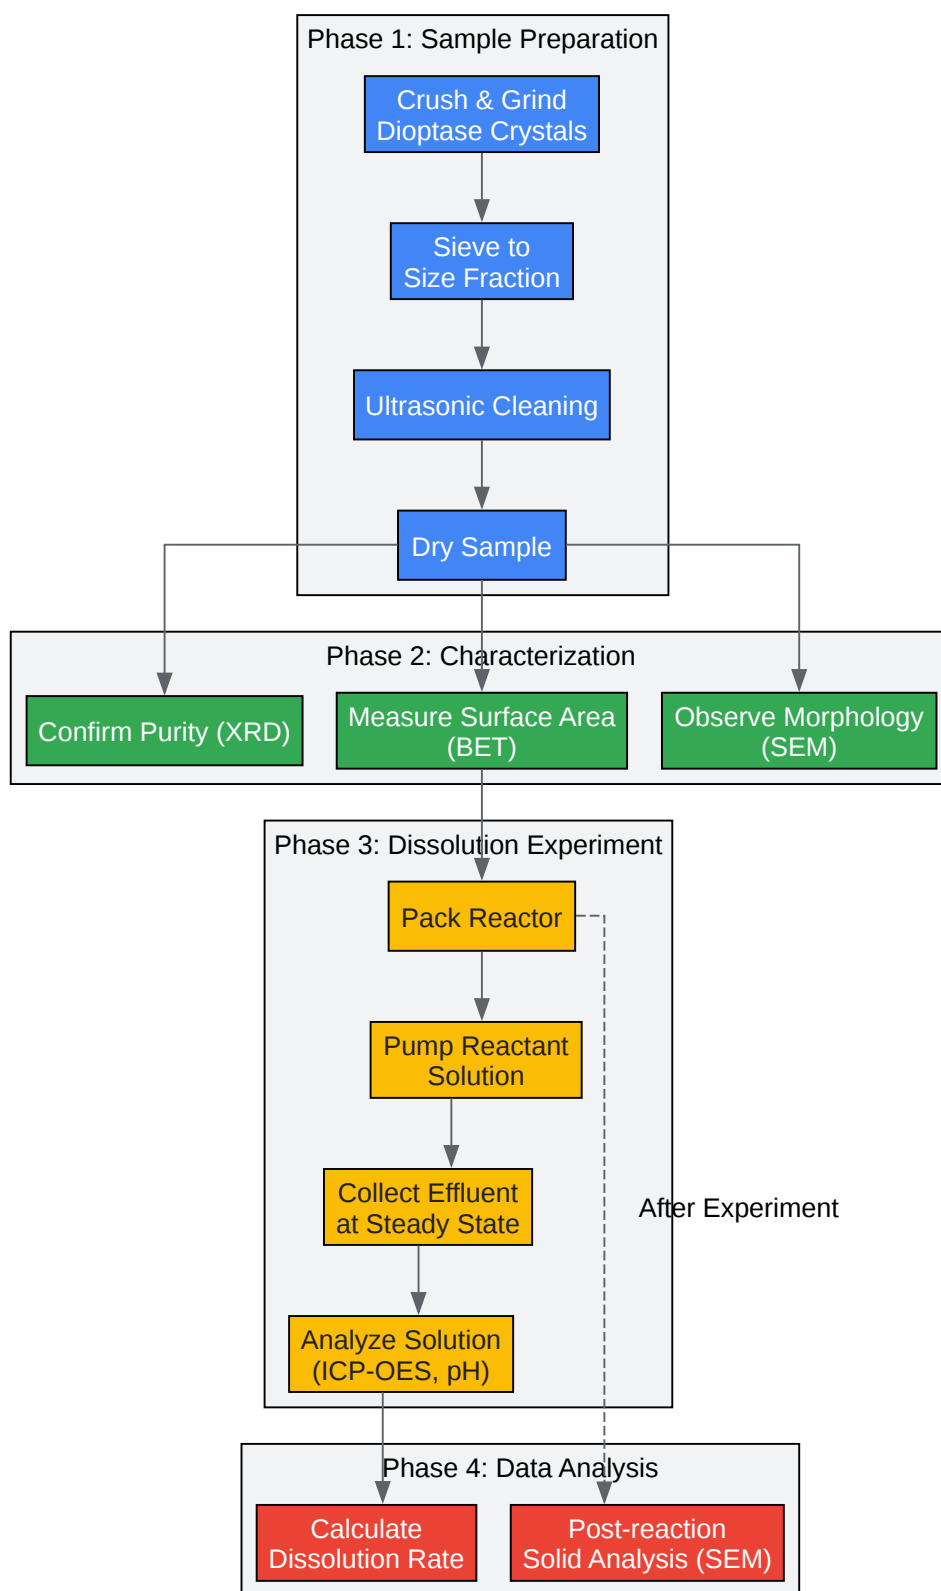 Phase 1: Sample Preparation
Crush & Grind
Dioptase Crystals
Sieve to
Size Fraction
Ultrasonic Cleaning
Dry Sample
Phase 2: Characterization
Confirm Purity (XRD)
Measure Surface Area
(BET)
Observe Morphology
(SEM)
Phase 3: Dissolution Experiment
Pack Reactor
Pump Reactant
Solution
Collect Effluent
at Steady State
After Experiment
Analyze Solution
(ICP-OES, pH)
Phase 4: Data Analysis
Calculate
Dissolution Rate
Post-reaction
Solid Analysis (SEM)